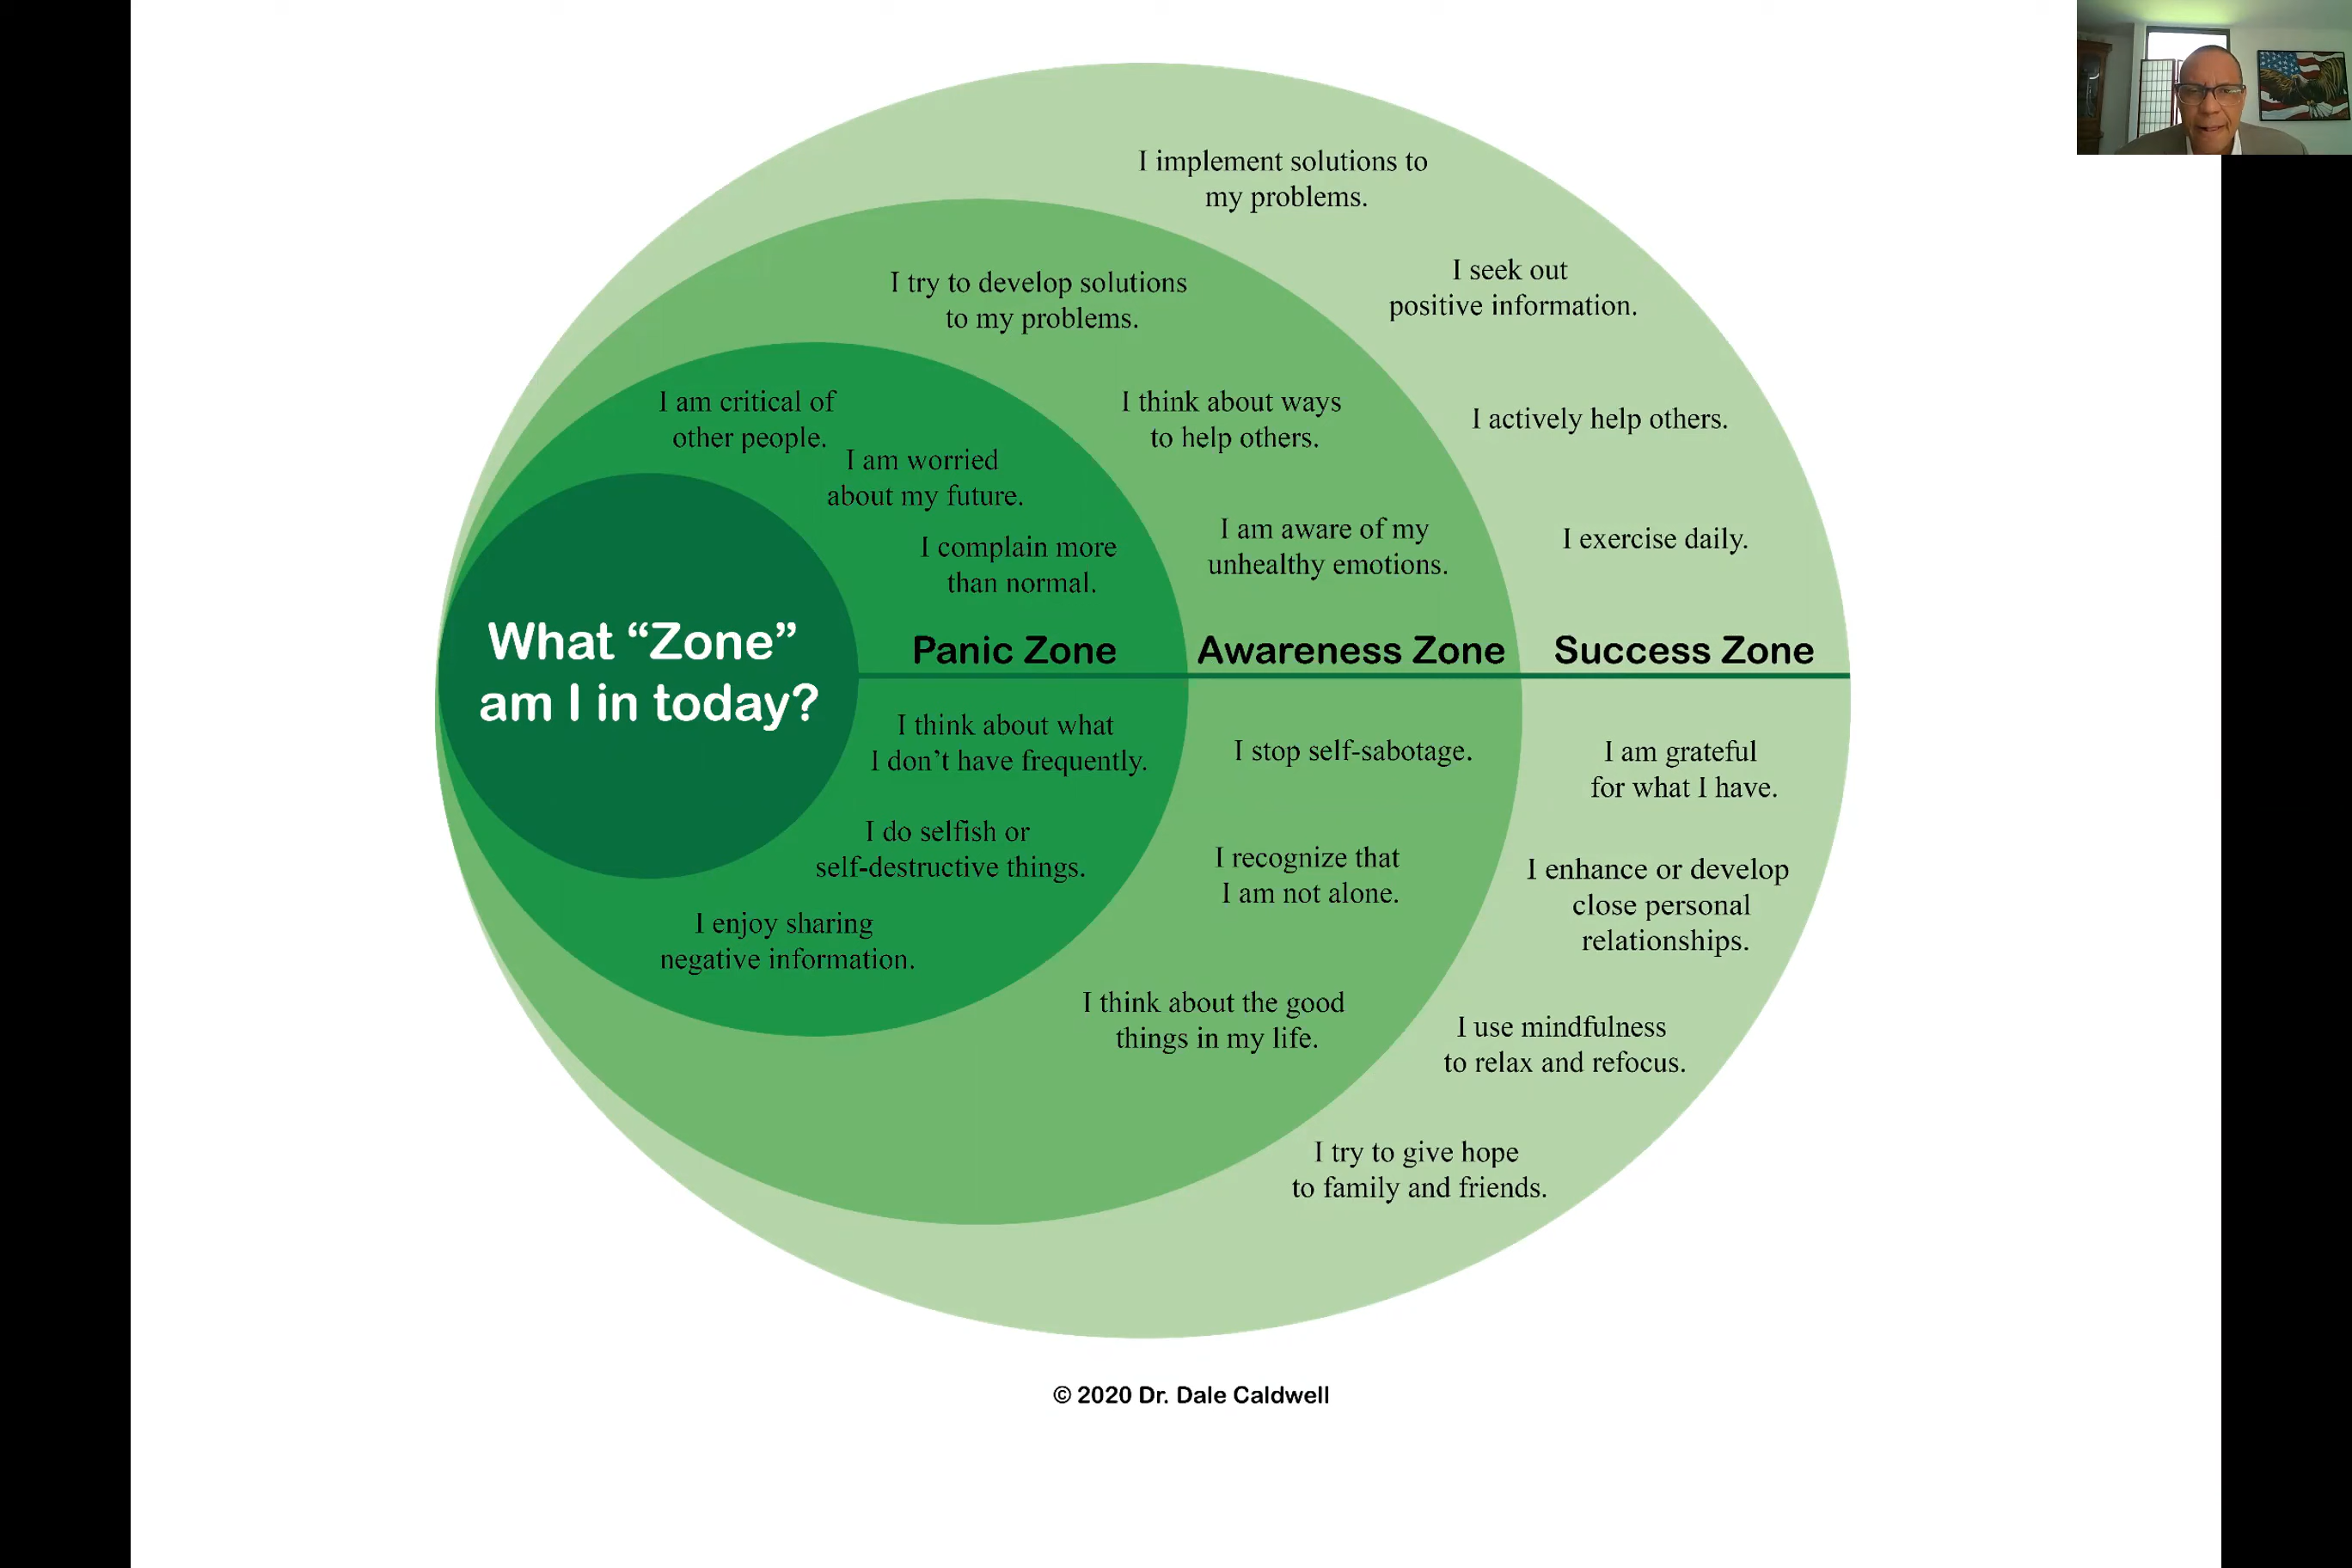 I implement solutions to
my problems.
I seek out
positive information.
I actively help others.
I exercise daily.
I try to develop solutions
to my problems.
I think about ways
to help others.
I am aware of my
unhealthy emotions.
I am critical of
other people.
I am worried
about my future.
I complain more
than normal.
What “Zone”
am I in today?
Panic Zone
Awareness Zone
Success Zone
I think about what
I don’t have frequently.
I do selfish or
self-destructive things.
I enjoy sharing
negative information.
I stop self-sabotage.
I recognize that
I am not alone.
I think about the good
things in my life.
I am grateful
for what I have.
I enhance or develop
close personal
relationships.
I use mindfulness
to relax and refocus.
I try to give hope
to family and friends.
© 2020 Dr. Dale Caldwell